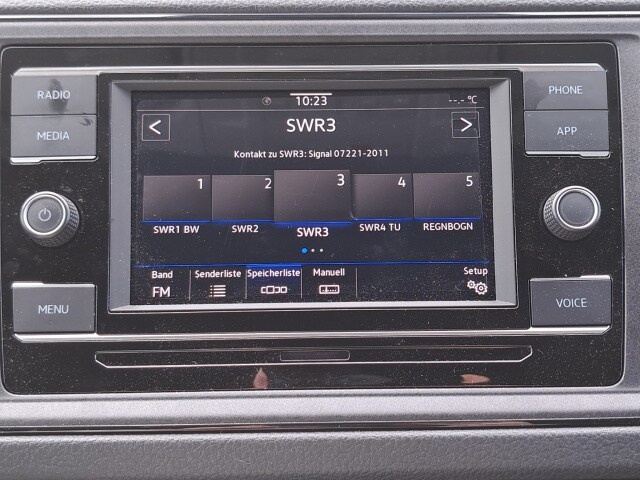 RADIO
MEDIA
MENU
PHONE
APP
VOICE
10:23
--,- °C
<
SWR3
>
Kontakt zu SWR3: Signal 07221-2011
1 2 3 4 5
SWR1 BW SWR2 SWR3 SWR4 TU REGNBOGN
Band Senderliste Speicherliste Manuell Setup
FM